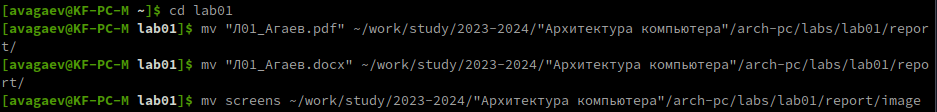 [avagaev@KF-PC-M ~]$ cd lab01
[avagaev@KF-PC-M lab01]$ mv "Л01_Агаев.pdf" ~/work/study/2023-2024/"Архитектура компьютера"/arch-pc/labs/lab01/repor
t/
[avagaev@KF-PC-M lab01]$ mv "Л01_Агаев.docx" ~/work/study/2023-2024/"Архитектура компьютера"/arch-pc/labs/lab01/repo
rt/
[avagaev@KF-PC-M lab01]$ mv screens ~/work/study/2023-2024/"Архитектура компьютера"/arch-pc/labs/lab01/report/image